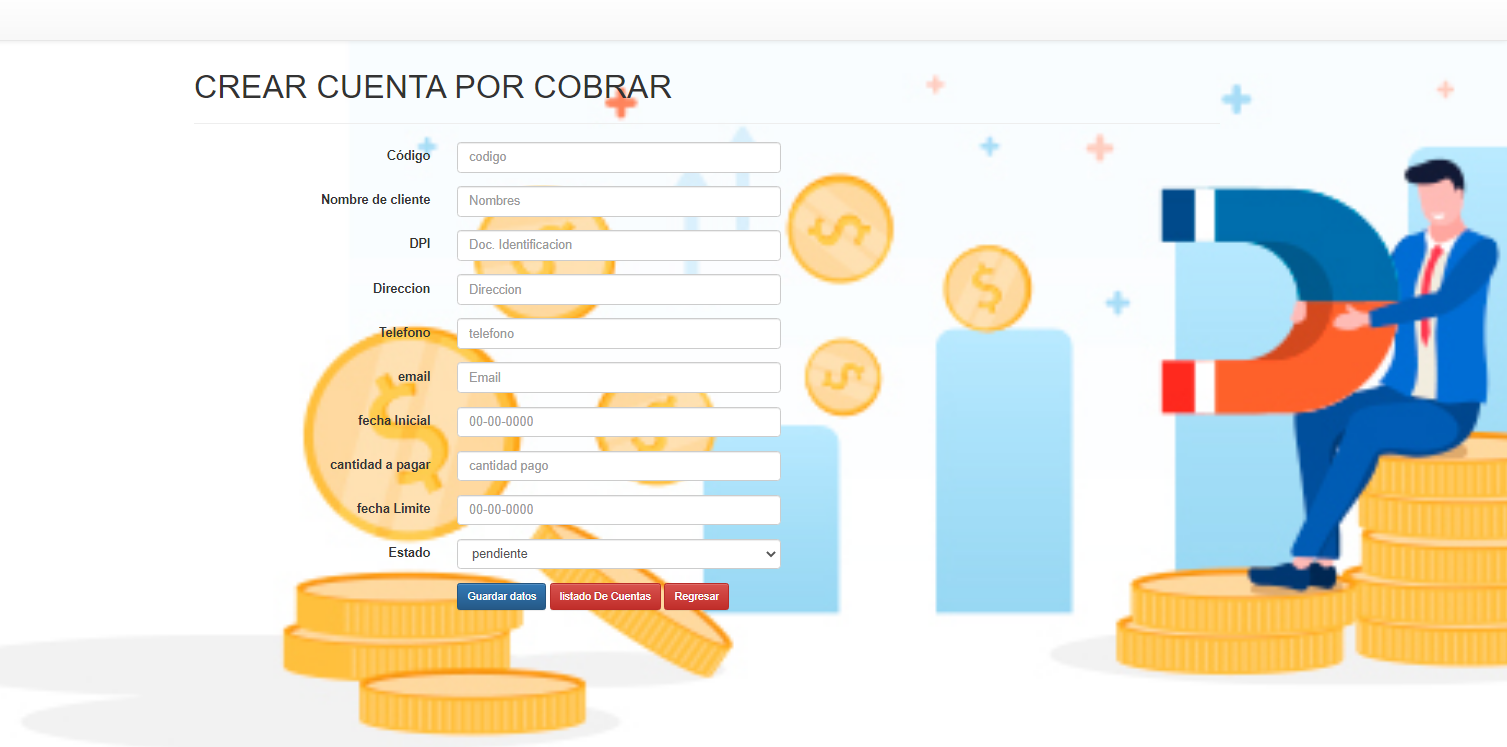 CREAR CUENTA POR COBRAR
Código codigo
Nombre de cliente Nombres
DPI Doc. Identificacion
Direccion Direccion
Telefono telefono
email Email
fecha Inicial 00-00-0000
cantidad a pagar cantidad pago
fecha Limite 00-00-0000
Estado pendiente
Guardar datos listado De Cuentas Regresar